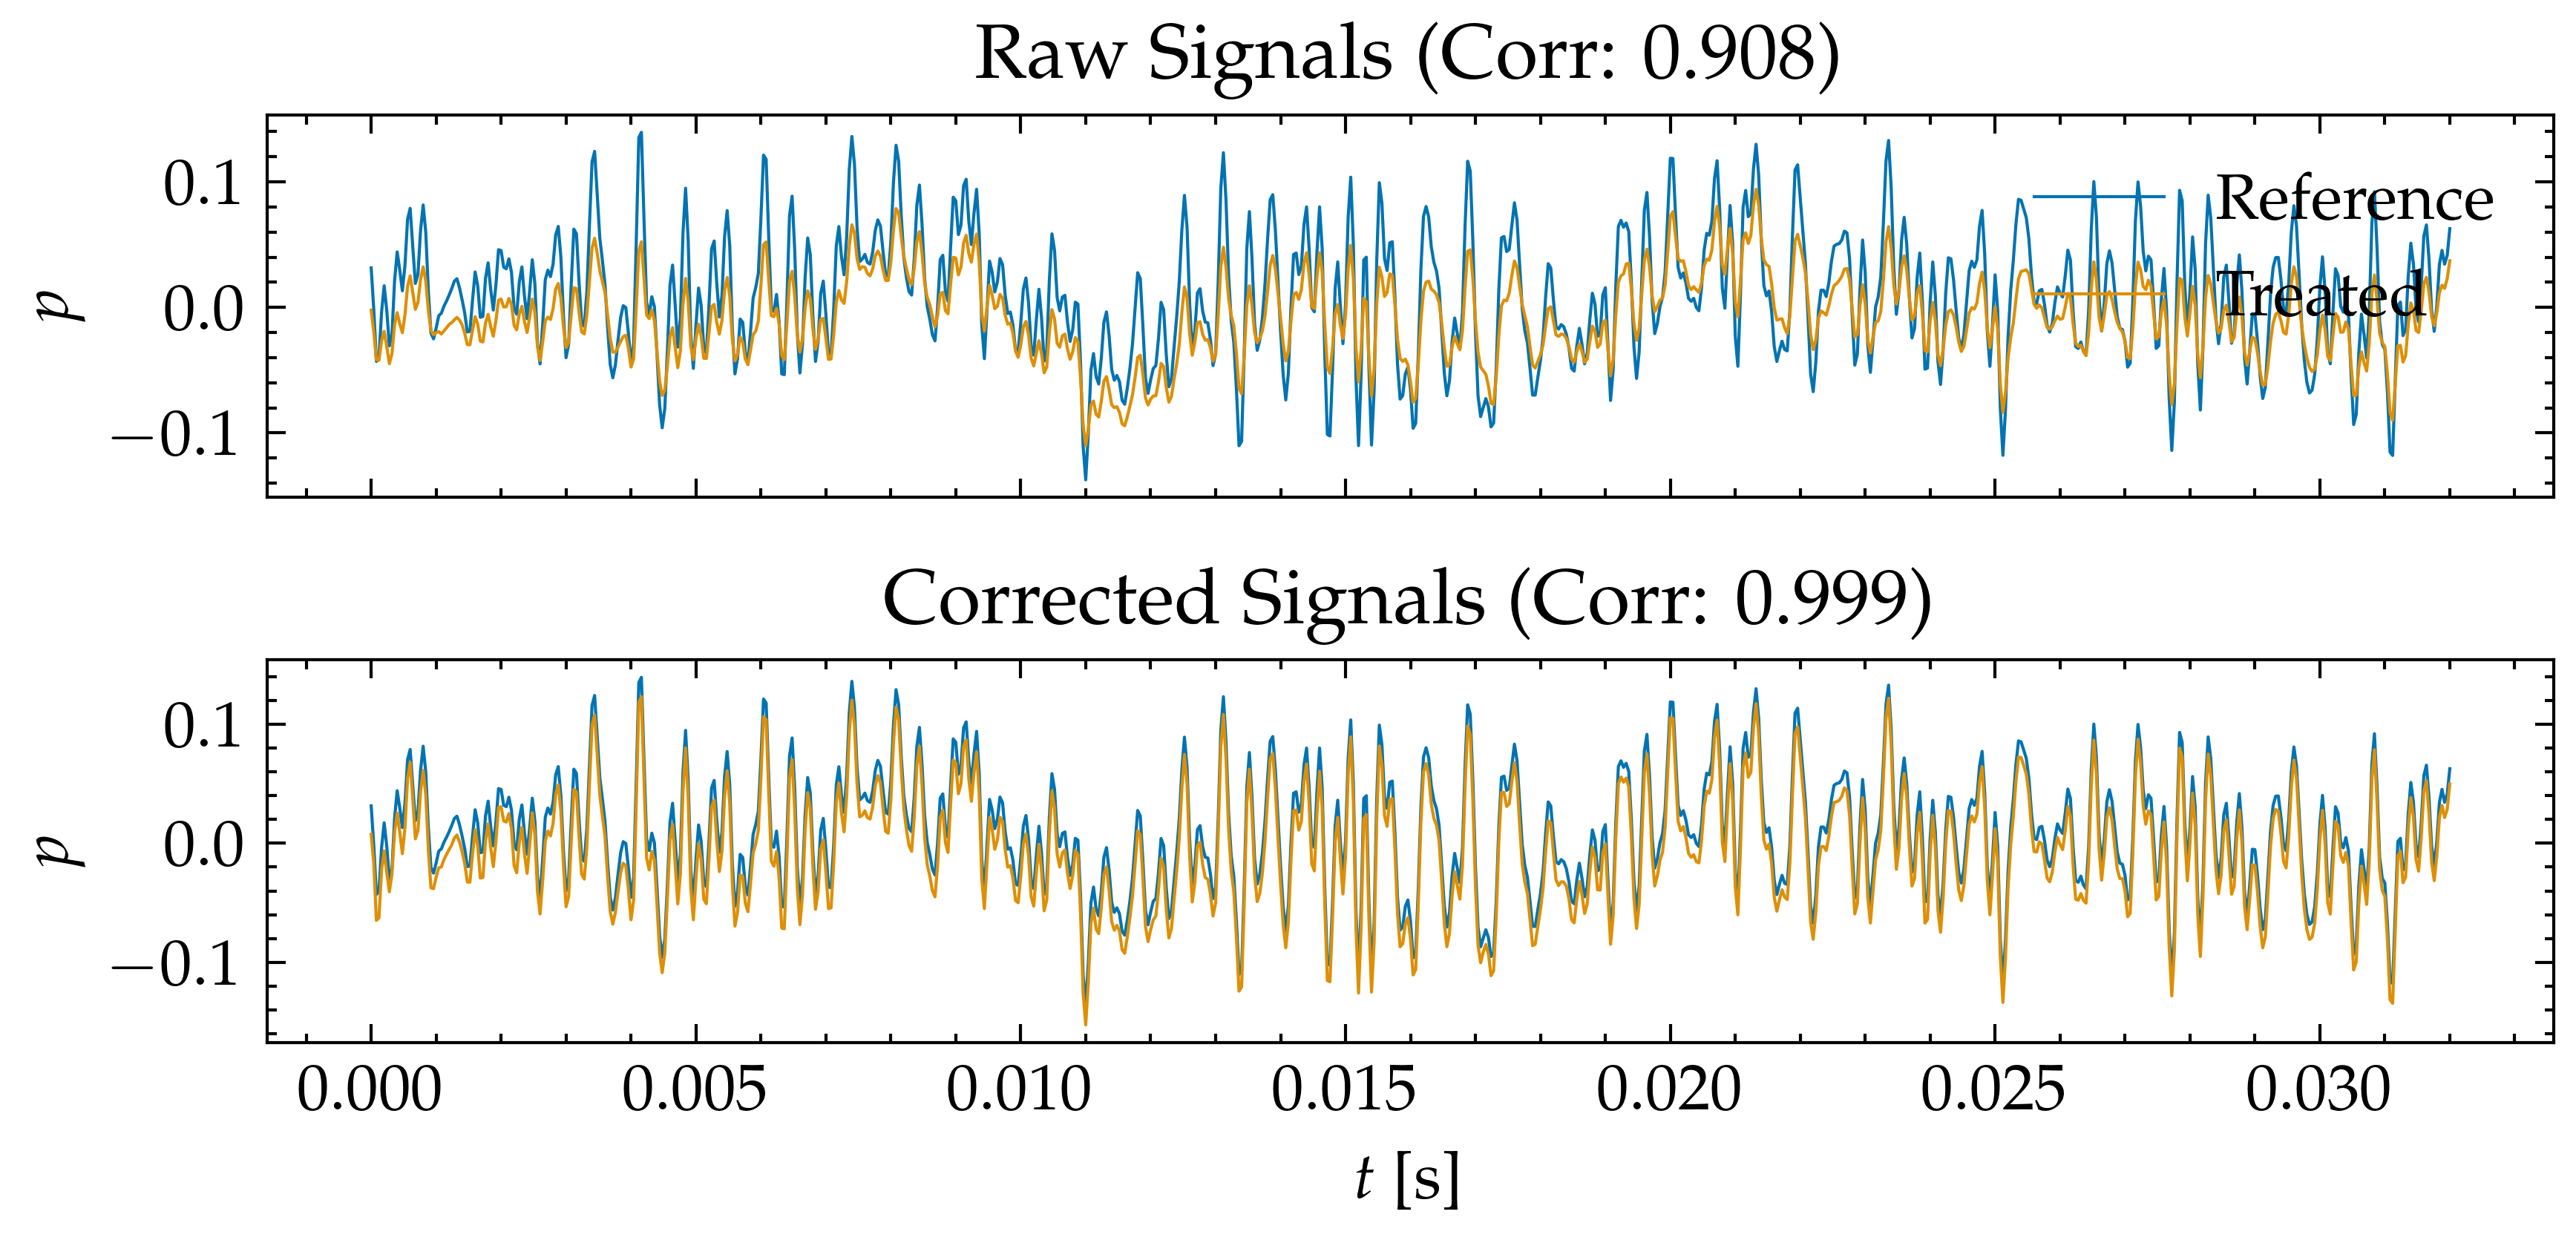 Raw Signals (Corr: 0.908)
0.1
0.0
−0.1
p
Reference
Treated
Corrected Signals (Corr: 0.999)
0.1
0.0
−0.1
p
0.000 0.005 0.010 0.015 0.020 0.025 0.030
t [s]